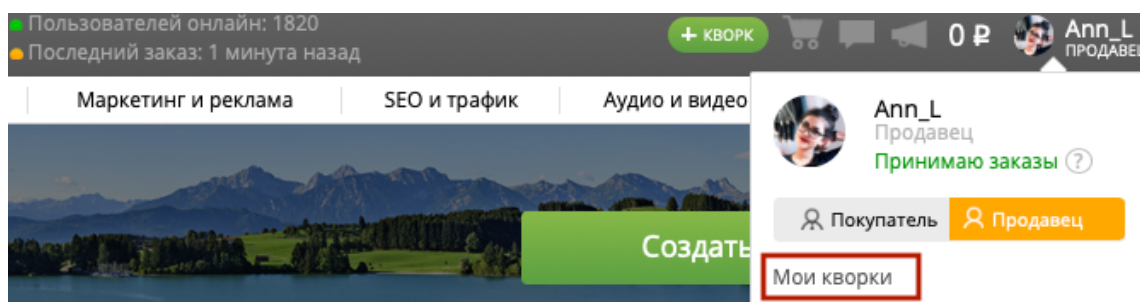 Пользователей онлайн: 1820
Последний заказ: 1 минута назад
+ КВОРК
0 ₽
Ann_L
ПРОДАВЕЦ
Маркетинг и реклама
SEO и трафик
Аудио и видео
Ann_L
Продавец
Принимаю заказы ?
Покупатель
Продавец
Создать
Мои кворки